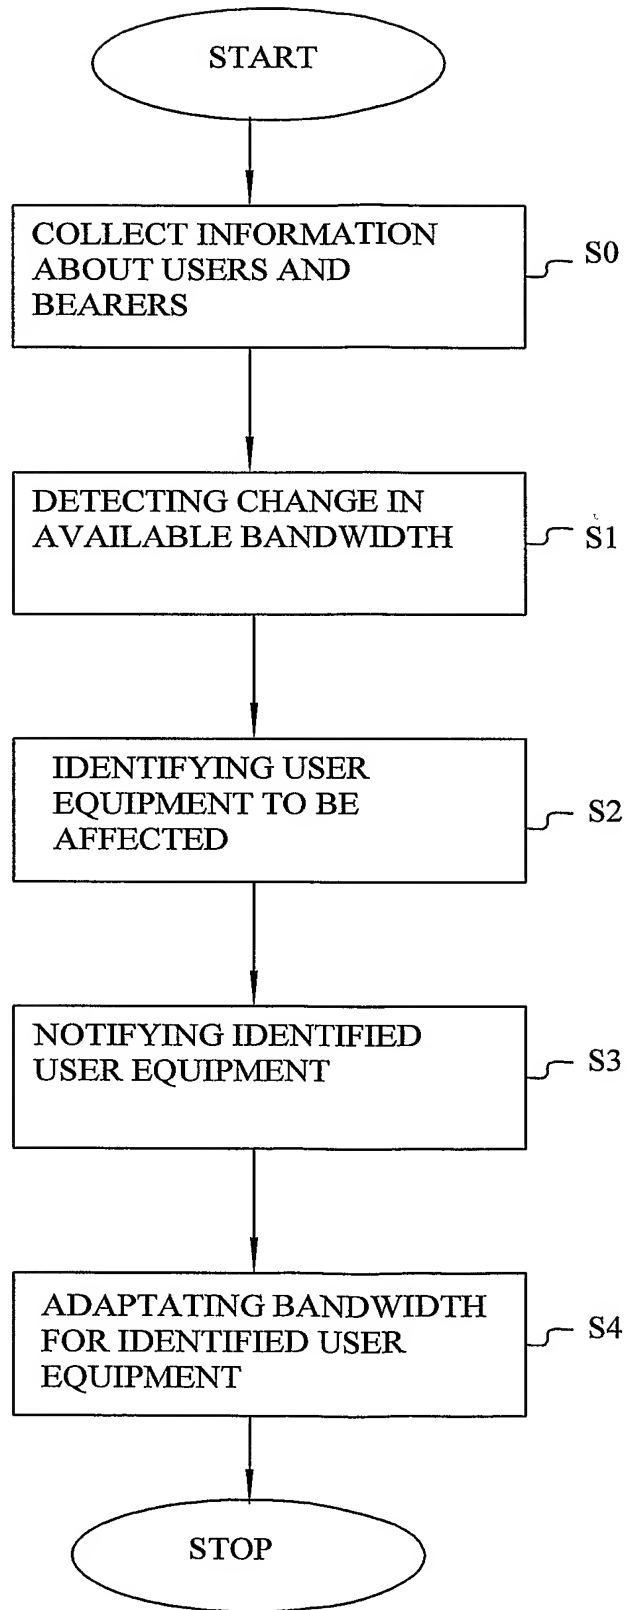 START
COLLECT INFORMATION
ABOUT USERS AND
BEARERS
S0
DETECTING CHANGE IN
AVAILABLE BANDWIDTH
S1
IDENTIFYING USER
EQUIPMENT TO BE
AFFECTED
S2
NOTIFYING IDENTIFIED
USER EQUIPMENT
S3
ADAPTATING BANDWIDTH
FOR IDENTIFIED USER
EQUIPMENT
S4
STOP